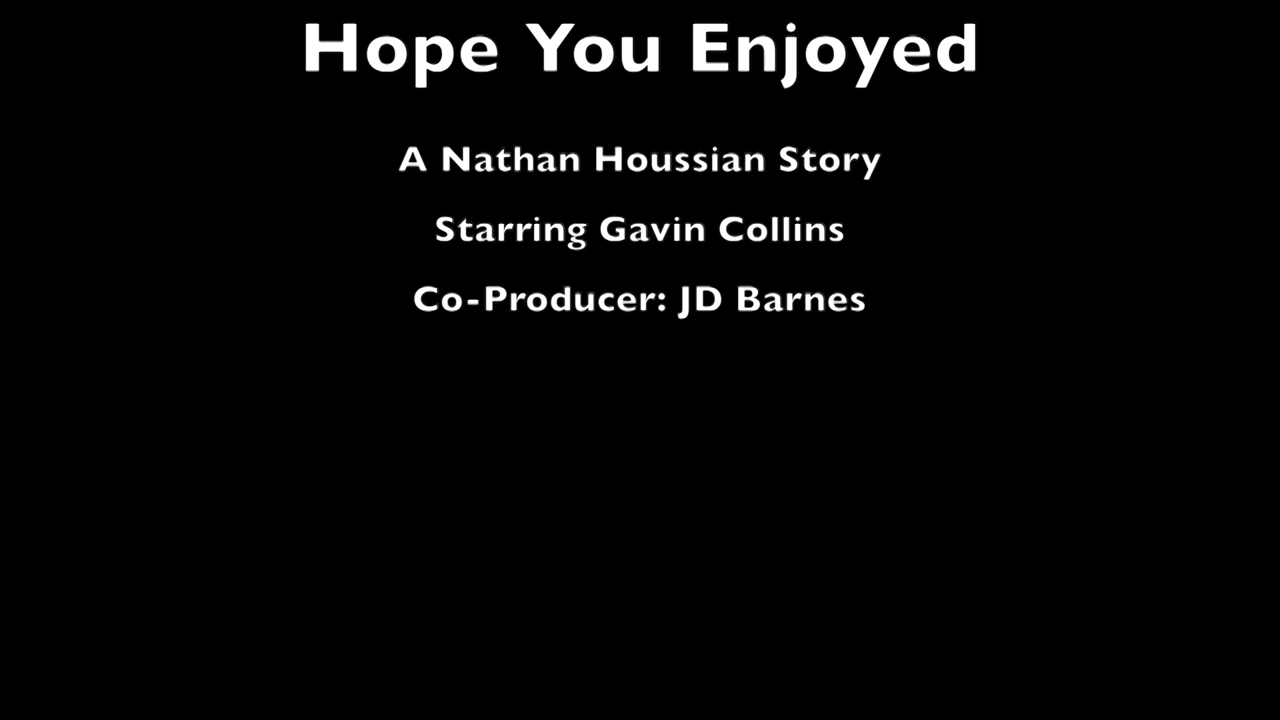 Hope You Enjoyed
A Nathan Houssian Story
Starring Gavin Collins
Co-Producer: JD Barnes